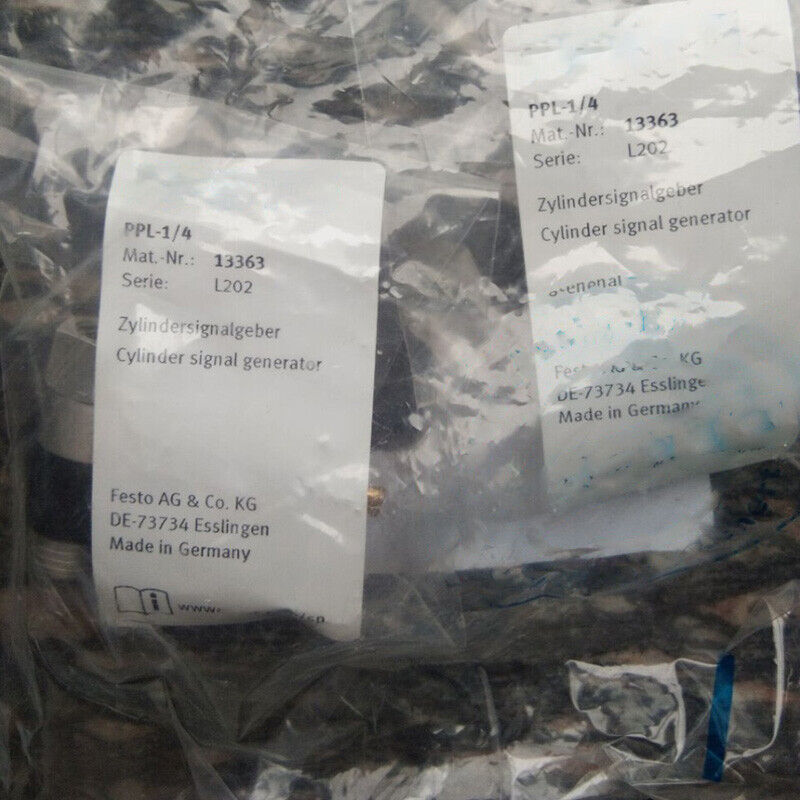 PPL-1/4
Mat.-Nr.: 13363
Serie: L202
Zylindersignalgeber
Cylinder signal generator
Festo AG & Co. KG
DE-73734 Esslingen
Made in Germany
PPL-1/4
Mat.-Nr.: 13363
Serie: L202
Zylindersignalgeber
Cylinder signal generator
KG
DE-73734
Made in Germany